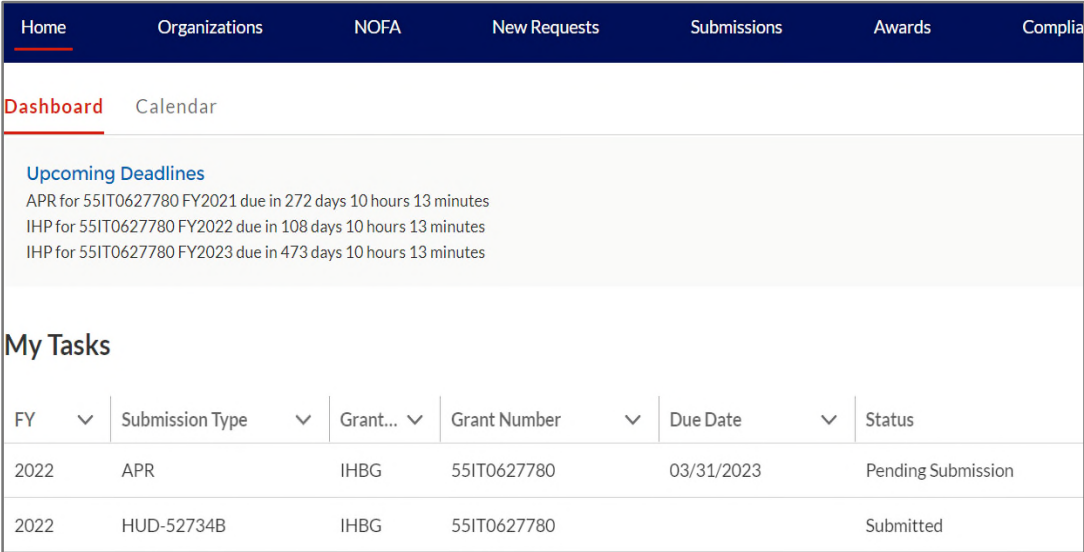 Home Organizations NOFA New Requests Submissions Awards Complia
Dashboard Calendar
Upcoming Deadlines
APR for 55IT0627780 FY2021 due in 272 days 10 hours 13 minutes
IHP for 55IT0627780 FY2022 due in 108 days 10 hours 13 minutes
IHP for 55IT0627780 FY2023 due in 473 days 10 hours 13 minutes
My Tasks
FY Submission Type Grant... Grant Number Due Date Status
2022 APR IHBG 55IT0627780 03/31/2023 Pending Submission
2022 HUD-52734B IHBG 55IT0627780 Submitted